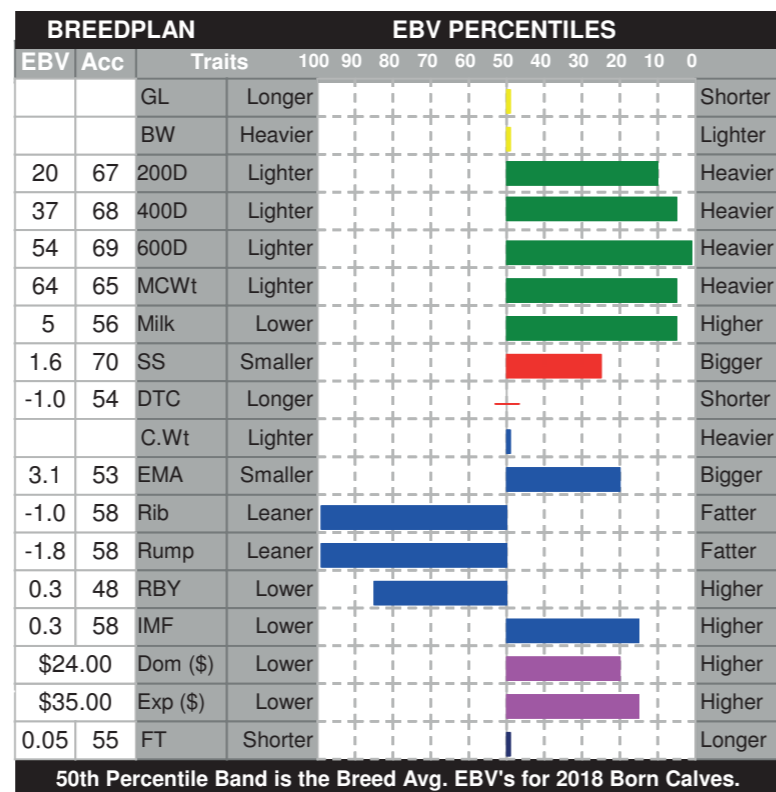 BREEDPLAN EBV PERCENTILES
EBV Acc Traits 100 90 80 70 60 50 40 30 20 10 0
GL Longer Shorter
BW Heavier Lighter
20 67 200D Lighter Heavier
37 68 400D Lighter Heavier
54 69 600D Lighter Heavier
64 65 MCWt Lighter Heavier
5 56 Milk Lower Higher
1.6 70 SS Smaller Bigger
-1.0 54 DTC Longer Shorter
C.Wt Lighter Heavier
3.1 53 EMA Smaller Bigger
-1.0 58 Rib Leaner Fatter
-1.8 58 Rump Leaner Fatter
0.3 48 RBY Lower Higher
0.3 58 IMF Lower Higher
$24.00 Dom ($) Lower Higher
$35.00 Exp ($) Lower Higher
0.05 55 FT Shorter Longer
50th Percentile Band is the Breed Avg. EBV's for 2018 Born Calves.